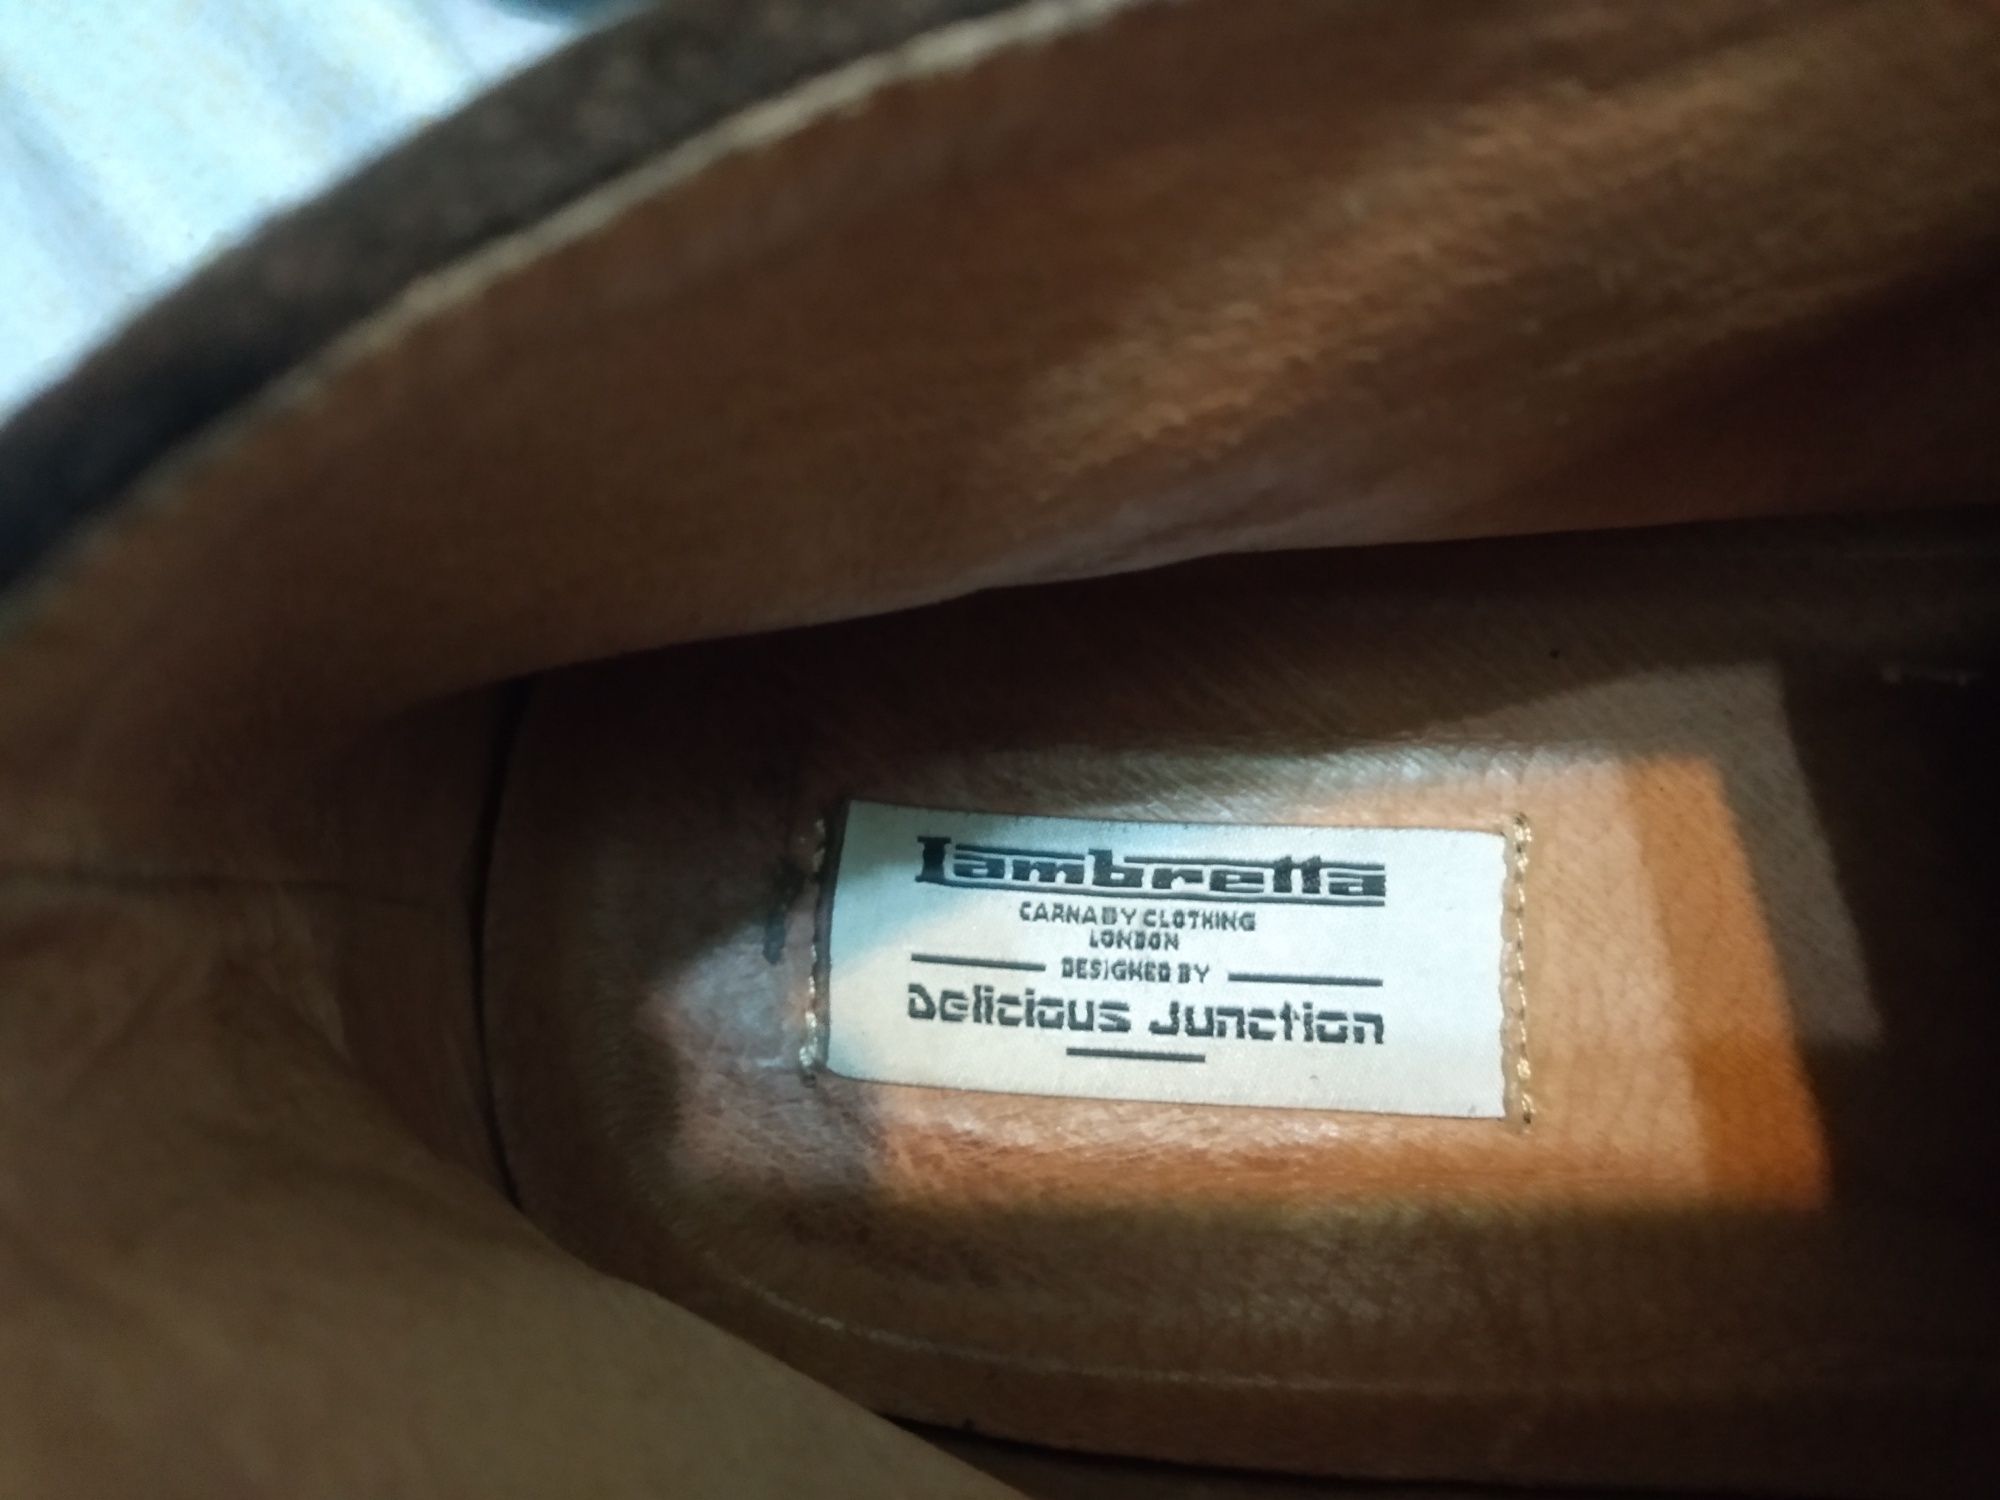 Lambretta
CARNABY CLOTHING
LONDON
DESIGNED BY
Delicious Junction